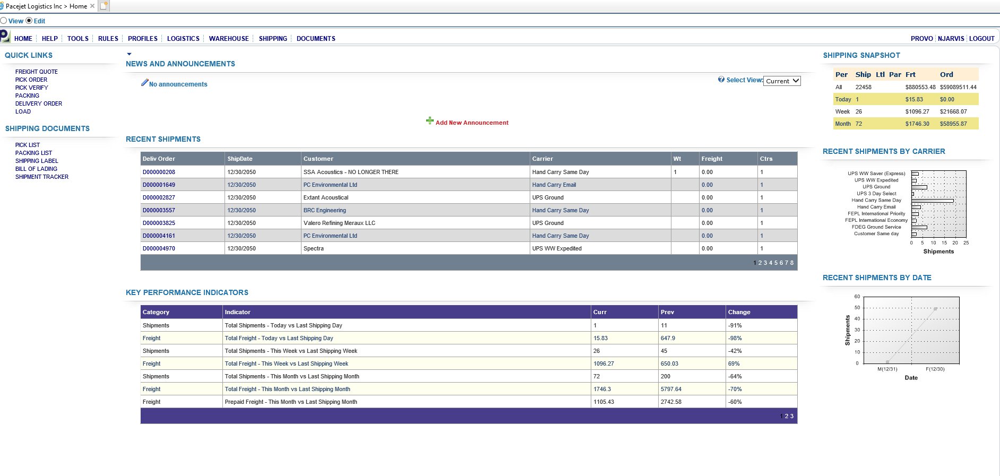 Pacejet Logistics Inc > Home
View Edit
HOME HELP TOOLS RULES PROFILES LOGISTICS WAREHOUSE SHIPPING DOCUMENTS PROVO NJARVIS LOGOUT
QUICK LINKS
FREIGHT QUOTE
PICK ORDER
PICK VERIFY
PACKING
DELIVERY ORDER
LOAD
SHIPPING DOCUMENTS
PICK LIST
PACKING LIST
SHIPPING LABEL
BILL OF LADING
SHIPMENT TRACKER
NEWS AND ANNOUNCEMENTS
No announcements
Select View: Current
Add New Announcement
RECENT SHIPMENTS
Deliv Order ShipDate Customer Carrier Wt Freight Ctrs
D000000208 12/30/2050 SSA Acoustics - NO LONGER THERE Hand Carry Same Day 1 0.00 1
D000001649 12/30/2050 PC Environmental Ltd Hand Carry Email 0.00 1
D000002827 12/30/2050 Extant Acoustical UPS Ground 0.00 1
D000003557 12/30/2050 BRC Engineering Hand Carry Same Day 0.00 1
D000003825 12/30/2050 Valero Refining Meraux LLC UPS Ground 0.00 1
D000004161 12/30/2050 PC Environmental Ltd Hand Carry Same Day 0.00 1
D000004970 12/30/2050 Spectra UPS WW Expedited 0.00 1
1 2 3 4 5 6 7 8
KEY PERFORMANCE INDICATORS
Category Indicator Curr Prev Change
Shipments Total Shipments - Today vs Last Shipping Day 1 11 -91%
Freight Total Freight - Today vs Last Shipping Day 15.83 647.9 -98%
Shipments Total Shipments - This Week vs Last Shipping Week 26 45 -42%
Freight Total Freight - This Week vs Last Shipping Week 1096.27 650.03 69%
Shipments Total Shipments - This Month vs Last Shipping Month 72 200 -64%
Freight Total Freight - This Month vs Last Shipping Month 1746.3 5797.64 -70%
Freight Prepaid Freight - This Month vs Last Shipping Month 1105.43 2742.58 -60%
1 2 3
SHIPPING SNAPSHOT
Per Ship Ltl Par Frt Ord
All 22458 $880553.48 $59089511.44
Today 1 $15.83 $0.00
Week 26 $1096.27 $21668.07
Month 72 $1746.30 $58955.87
RECENT SHIPMENTS BY CARRIER
UPS WW Saver (Express)
UPS WW Expedited
UPS Ground
UPS 3 Day Select
Hand Carry Same Day
Hand Carry Email
FEPL International Priority
FEPL International Economy
FDEG Ground Service
Customer Same day
0 5 10 15 20 25
Shipments
RECENT SHIPMENTS BY DATE
60
50
40
30
20
10
0
Shipments
M(12/31) F(12/30)
Date